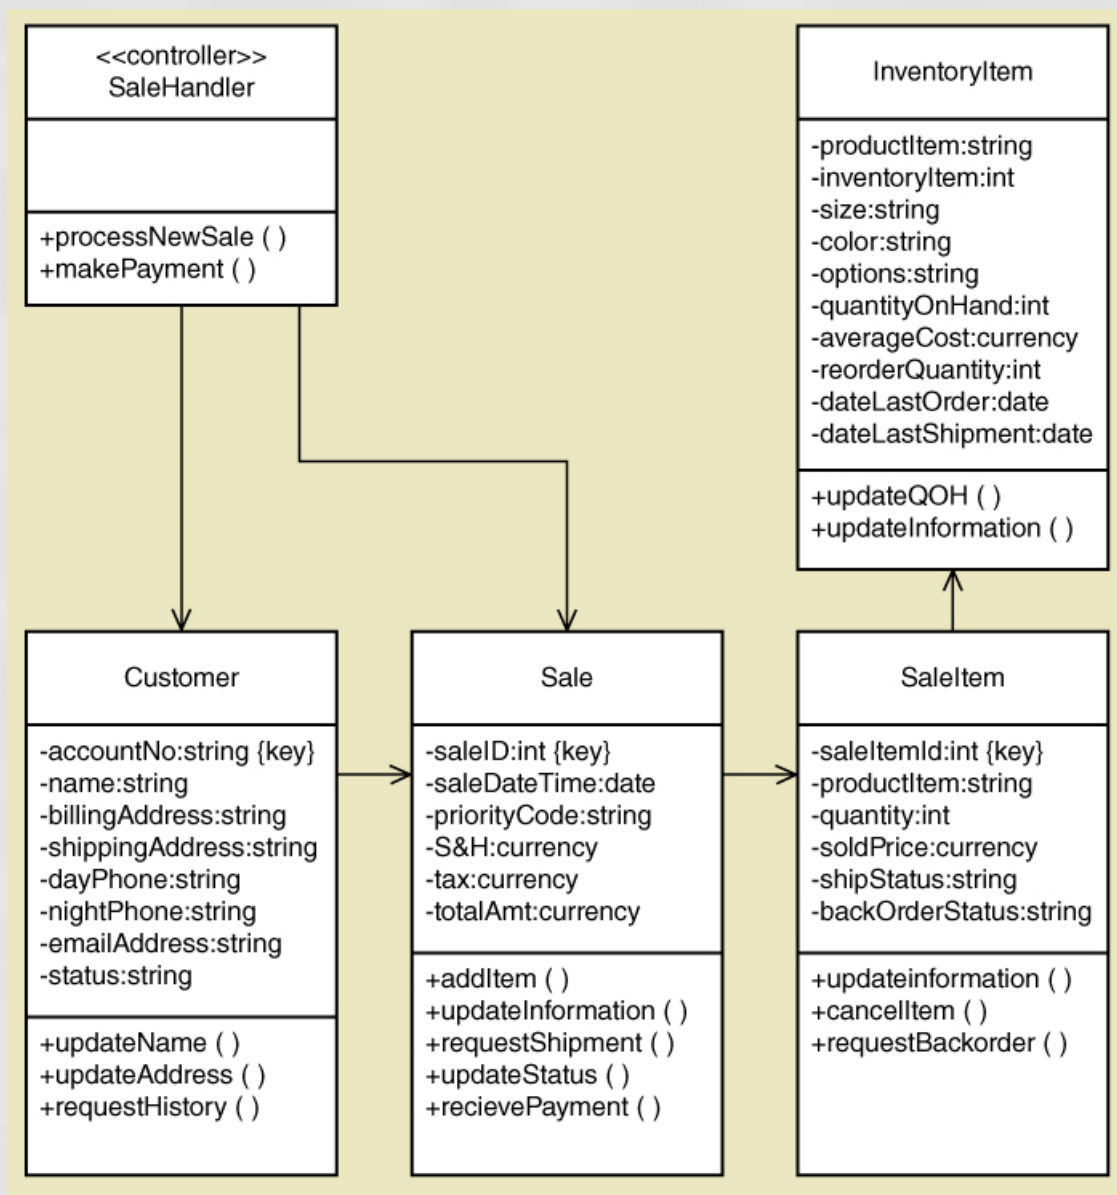 <<controller>>
SaleHandler
+processNewSale ( )
+makePayment ( )
InventoryItem
-productItem:string
-inventoryItem:int
-size:string
-color:string
-options:string
-quantityOnHand:int
-averageCost:currency
-reorderQuantity:int
-dateLastOrder:date
-dateLastShipment:date
+updateQOH ( )
+updateInformation ( )
Customer
-accountNo:string {key}
-name:string
-billingAddress:string
-shippingAddress:string
-dayPhone:string
-nightPhone:string
-emailAddress:string
-status:string
+updateName ( )
+updateAddress ( )
+requestHistory ( )
Sale
-saleID:int {key}
-saleDateTime:date
-priorityCode:string
-S&H:currency
-tax:currency
-totalAmt:currency
+addItem ( )
+updateInformation ( )
+requestShipment ( )
+updateStatus ( )
+recievePayment ( )
SaleItem
-saleItemId:int {key}
-productItem:string
-quantity:int
-soldPrice:currency
-shipStatus:string
-backOrderStatus:string
+updateinformation ( )
+cancelItem ( )
+requestBackorder ( )